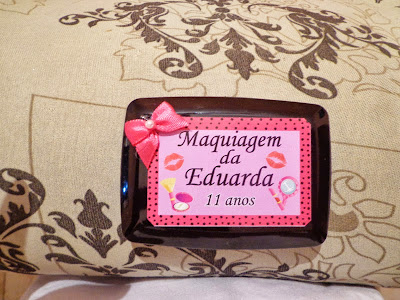 Maquiagem
da
Eduarda
11 anos